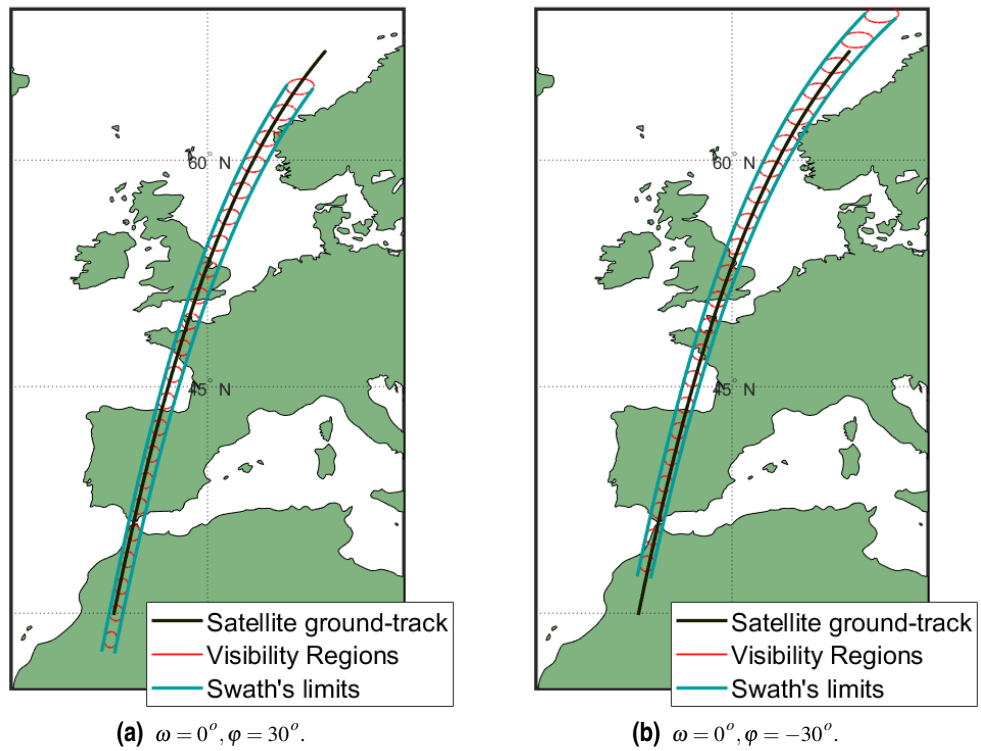 60° N
45° N
Satellite ground-track
Visibility Regions
Swath's limits
(a) ω = 0°, φ = 30°.
60° N
45° N
Satellite ground-track
Visibility Regions
Swath's limits
(b) ω = 0°, φ = −30°.